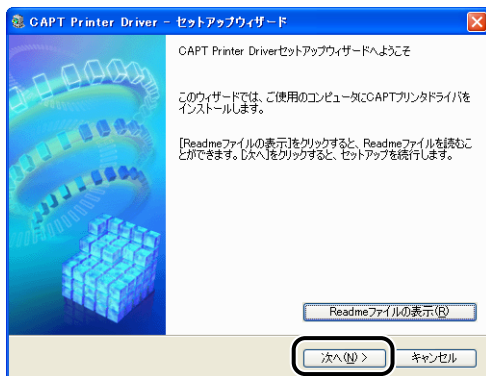 CAPT Printer Driver - セットアップウィザード
CAPT Printer Driverセットアップウィザードへようこそ
このウィザードでは、ご使用のコンピュータにCAPTプリンタドライバを
インストールします。
[Readmeファイルの表示]をクリックすると、Readmeファイルを読むこ
とができます。[次へ]をクリックすると、セットアップを続行します。
Readmeファイルの表示(R)
次へ(N) >
キャンセル